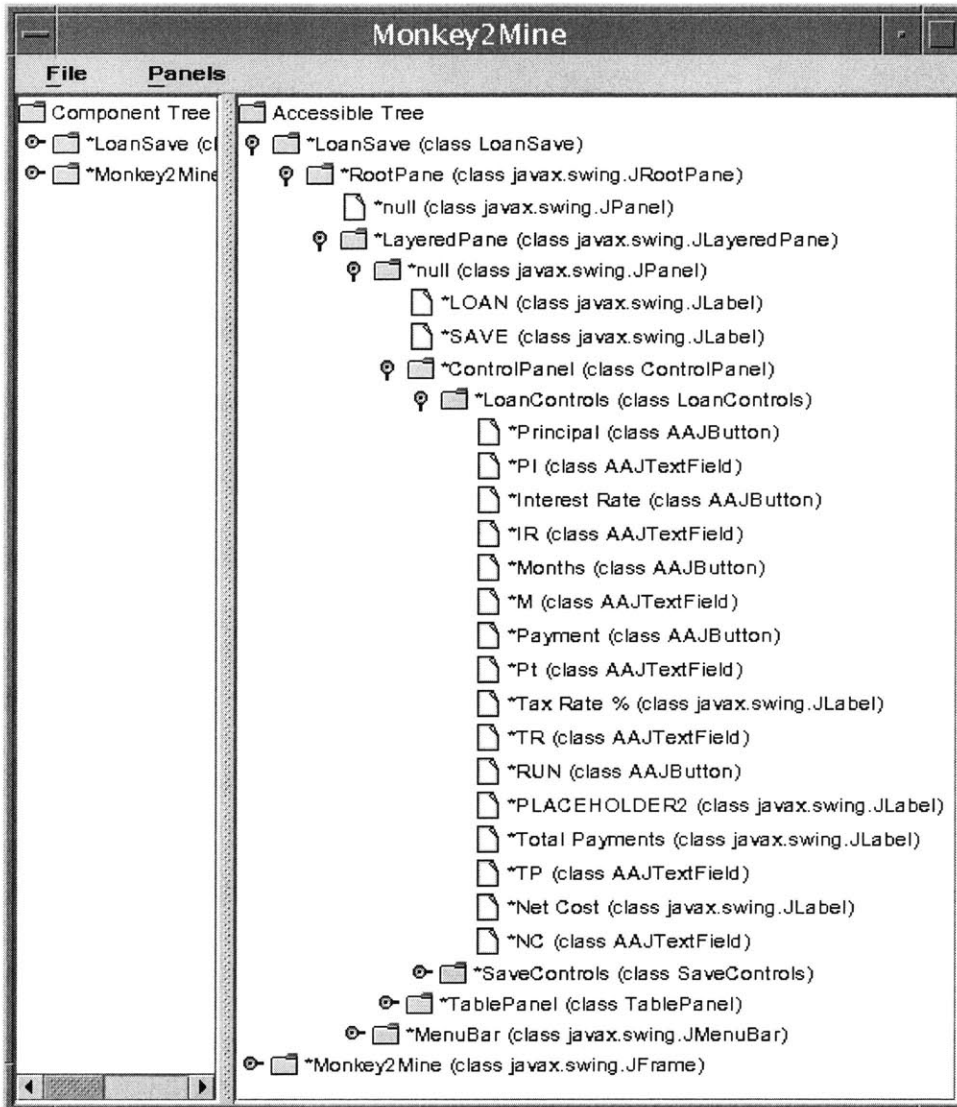 Monkey2Mine
File Panels
Component Tree
*LoanSave (cl
*Monkey2Mine
Accessible Tree
*LoanSave (class LoanSave)
*RootPane (class javax.swing.JRootPane)
*null (class javax.swing.JPanel)
*LayeredPane (class javax.swing.JLayeredPane)
*null (class javax.swing.JPanel)
*LOAN (class javax.swing.JLabel)
*SAVE (class javax.swing.JLabel)
*ControlPanel (class ControlPanel)
*LoanControls (class LoanControls)
*Principal (class AAJButton)
*PI (class AAJTextField)
*Interest Rate (class AAJButton)
*IR (class AAJTextField)
*Months (class AAJButton)
*M (class AAJTextField)
*Payment (class AAJButton)
*Pt (class AAJTextField)
*Tax Rate % (class javax.swing.JLabel)
*TR (class AAJTextField)
*RUN (class AAJButton)
*PLACEHOLDER2 (class javax.swing.JLabel)
*Total Payments (class javax.swing.JLabel)
*TP (class AAJTextField)
*Net Cost (class javax.swing.JLabel)
*NC (class AAJTextField)
*SaveControls (class SaveControls)
*TablePanel (class TablePanel)
*MenuBar (class javax.swing.JMenuBar)
*Monkey2Mine (class javax.swing.JFrame)